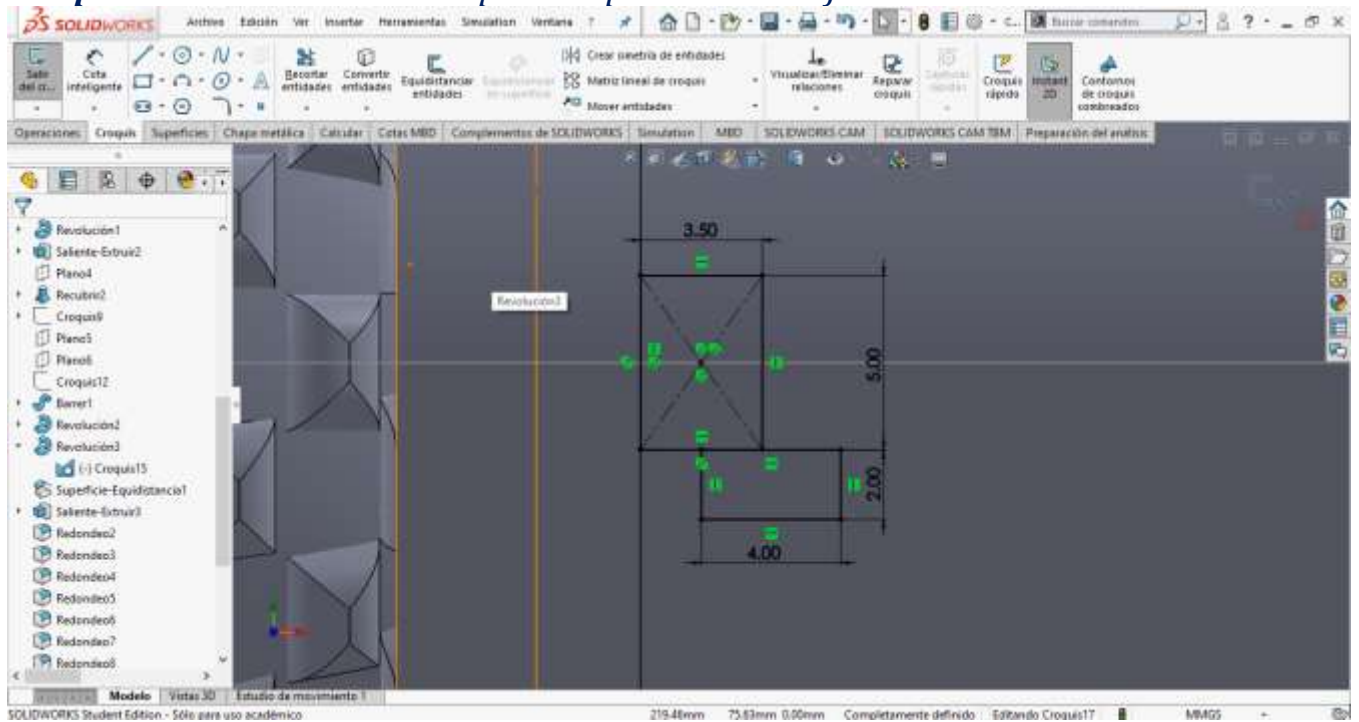 SOLIDWORKS
Archivo Edición Ver Insertar Herramientas Simulation Ventana ?
Buscar comandos
Cota inteligente
Recortar entidades
Convertir entidades
Equidistanciar entidades
Crear simetría de entidades
Matriz lineal de croquis
Mover entidades
Visualizar/Eliminar relaciones
Reparar croquis
Croquis rápido
Instant 2D
Contornos de croquis combreados
Operaciones Croquis Superficies Chapa metálica Calcular Cotas MBD Complementos de SOLIDWORKS Simulation MBD SOLIDWORKS CAM SOLIDWORKS CAM TBM Preparación del análisis
Revolución1
Saliente-Extruir2
Plano4
Recubrir2
Croquis9
Plano5
Plano6
Croquis12
Barrer1
Revolución2
Revolución3
(-) Croquis15
Superficie-Equidistancia1
Saliente-Extruir3
Redondeo2
Redondeo3
Redondeo4
Redondeo5
Redondeo6
Redondeo7
Redondeo8
Revolución3
3.50
5.00
2.00
4.00
Modelo Vistas 3D Estudio de movimiento 1
SOLIDWORKS Student Edition - Sólo para uso académico
219.48mm 75.83mm 0.00mm Completamente definido Editando Croquis17 MMGS